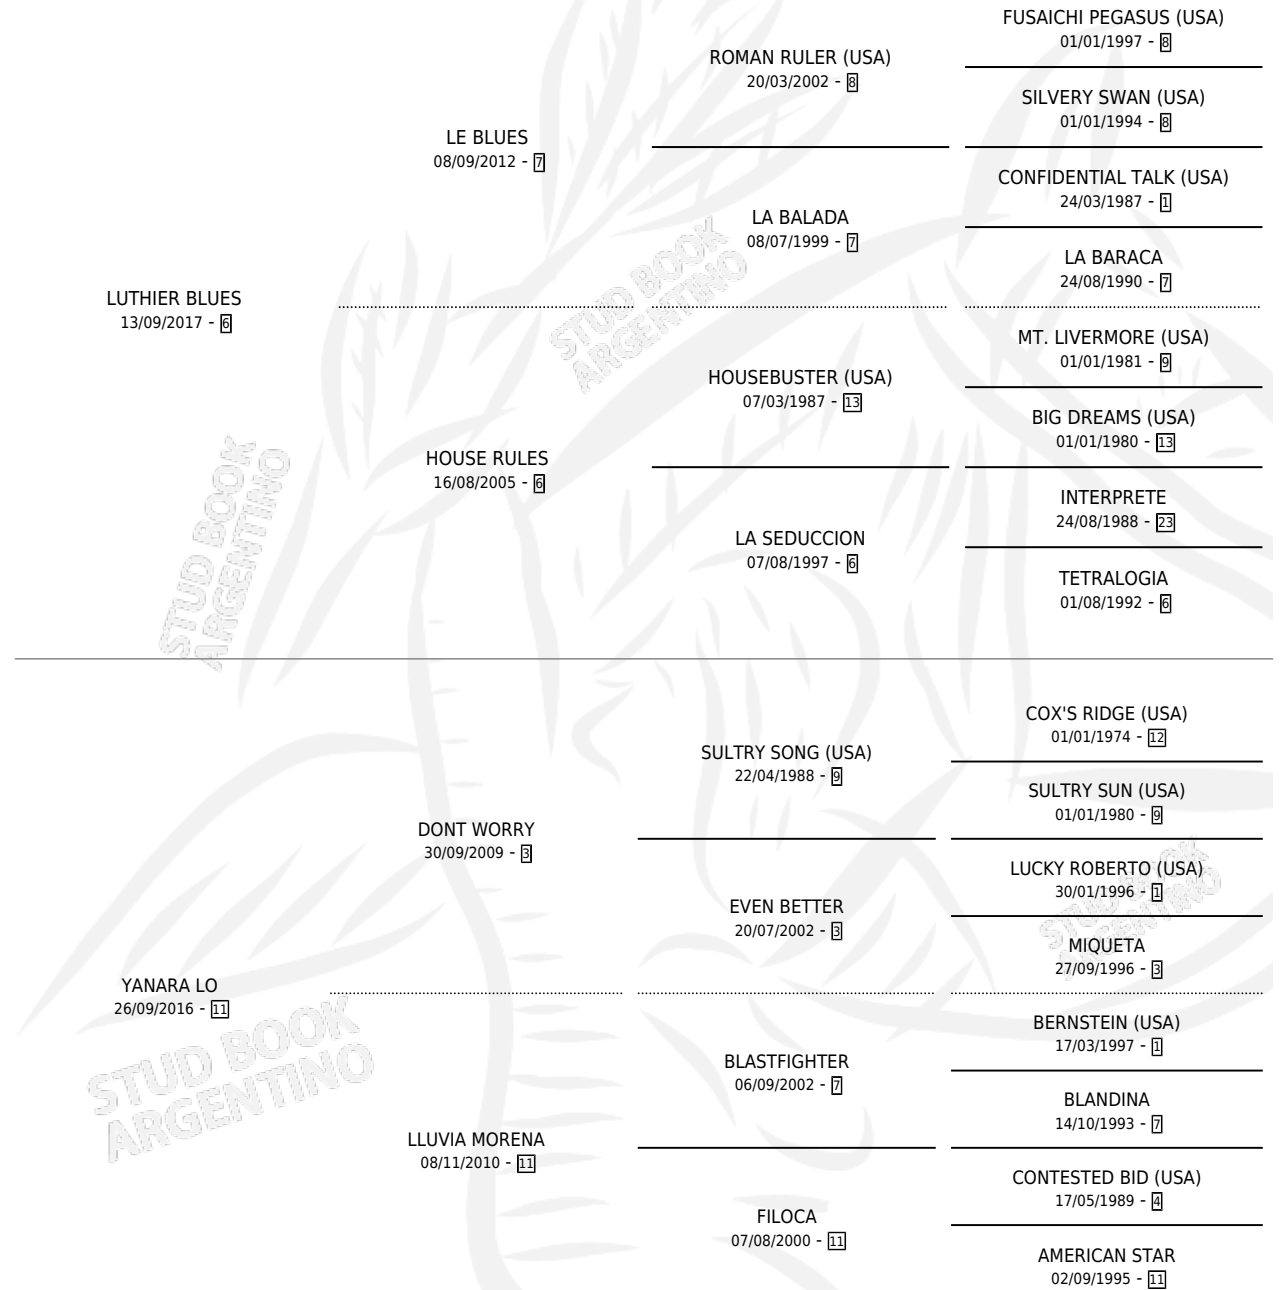 FUSAICHI PEGASUS (USA)
01/01/1997 - 8
ROMAN RULER (USA)
20/03/2002 - 8
SILVERY SWAN (USA)
01/01/1994 - 8
LE BLUES
08/09/2012 - 7
CONFIDENTIAL TALK (USA)
24/03/1987 - 1
LA BALADA
08/07/1999 - 7
LA BARACA
24/08/1990 - 7
LUTHIER BLUES
13/09/2017 - 6
MT. LIVERMORE (USA)
01/01/1981 - 9
HOUSEBUSTER (USA)
07/03/1987 - 13
BIG DREAMS (USA)
01/01/1980 - 13
HOUSE RULES
16/08/2005 - 6
INTERPRETE
24/08/1988 - 23
LA SEDUCCION
07/08/1997 - 6
TETRALOGIA
01/08/1992 - 6
COX'S RIDGE (USA)
01/01/1974 - 12
SULTRY SONG (USA)
22/04/1988 - 9
SULTRY SUN (USA)
01/01/1980 - 9
DONT WORRY
30/09/2009 - 3
LUCKY ROBERTO (USA)
30/01/1996 - 1
EVEN BETTER
20/07/2002 - 3
MIQUETA
27/09/1996 - 3
YANARA LO
26/09/2016 - 11
BERNSTEIN (USA)
17/03/1997 - 1
BLASTFIGHTER
06/09/2002 - 7
BLANDINA
14/10/1993 - 7
LLUVIA MORENA
08/11/2010 - 11
CONTESTED BID (USA)
17/05/1989 - 4
FILOCA
07/08/2000 - 11
AMERICAN STAR
02/09/1995 - 11
STUD BOOK
ARGENTINO
STUD BOOK
ARGENTINO
STUD BOOK
ARGENTINO
STUD BOOK
ARGENTINO